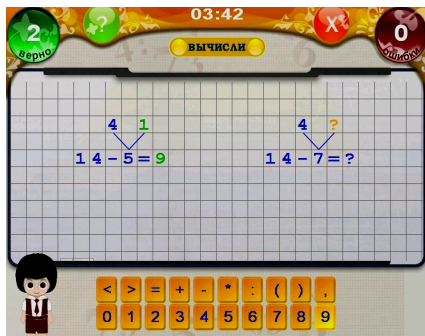 03:42
2
верно
?
ВЫЧИСЛИ
X
0
ошибки
4 1
14-5=9
4 ?
14-7=?
< > = + - * : ( ) ,
0 1 2 3 4 5 6 7 8 9